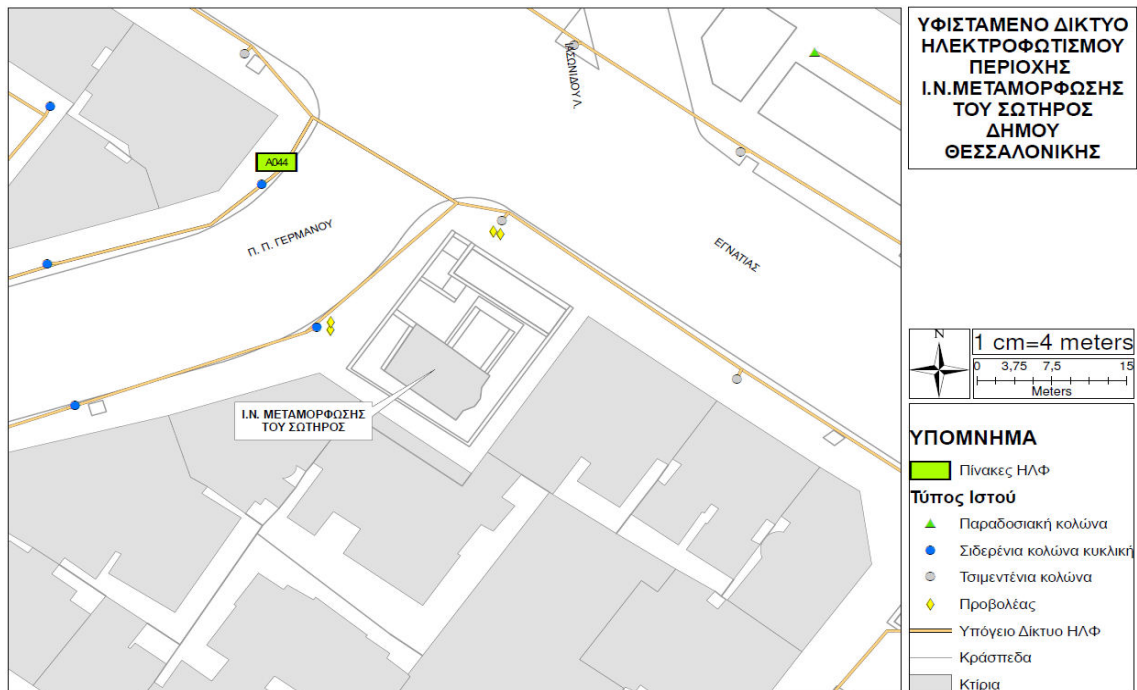 ΥΦΙΣΤΑΜΕΝΟ ΔΙΚΤΥΟ
ΗΛΕΚΤΡΟΦΩΤΙΣΜΟΥ
ΠΕΡΙΟΧΗΣ
Ι.Ν.ΜΕΤΑΜΟΡΦΩΣΗΣ
ΤΟΥ ΣΩΤΗΡΟΣ
ΔΗΜΟΥ
ΘΕΣΣΑΛΟΝΙΚΗΣ
ΙΑΣΩΝΙΔΟΥ Λ.
A044
Π. Π. ΓΕΡΜΑΝΟΥ
ΕΓΝΑΤΙΑΣ
Ι.Ν. ΜΕΤΑΜΟΡΦΩΣΗΣ
ΤΟΥ ΣΩΤΗΡΟΣ
N
1 cm=4 meters
0 3,75 7,5 15
Meters
ΥΠΟΜΝΗΜΑ
Πίνακες ΗΛΦ
Τύπος Ιστού
Παραδοσιακή κολώνα
Σιδερένια κολώνα κυκλική
Τσιμεντένια κολώνα
Προβολέας
Υπόγειο Δίκτυο ΗΛΦ
Κράσπεδα
Κτίρια